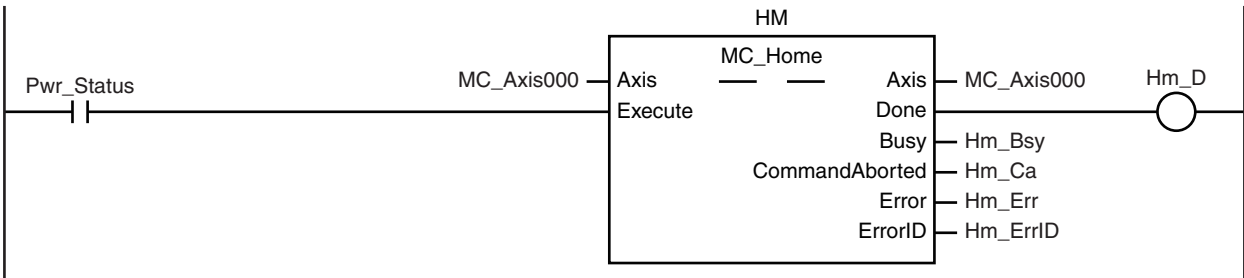 HM
MC_Home
Pwr_Status
MC_Axis000 Axis Axis MC_Axis000 Hm_D
Execute Done
Busy Hm_Bsy
CommandAborted Hm_Ca
Error Hm_Err
ErrorID Hm_ErrID